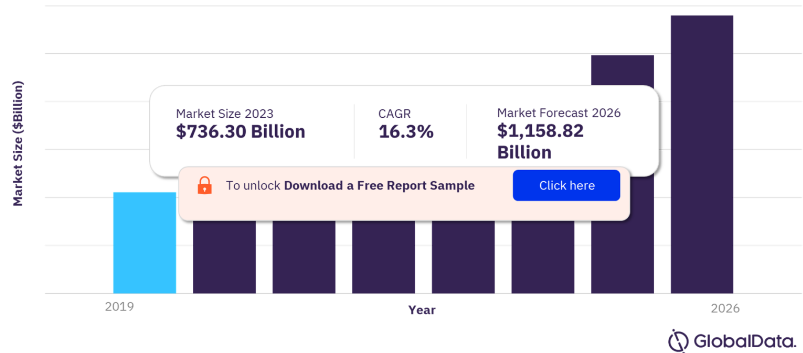 Market Size ($Billion)
Market Size 2023
$736.30 Billion
CAGR
16.3%
Market Forecast 2026
$1,158.82
Billion
To unlock Download a Free Report Sample
Click here
2019
Year
2026
GlobalData.